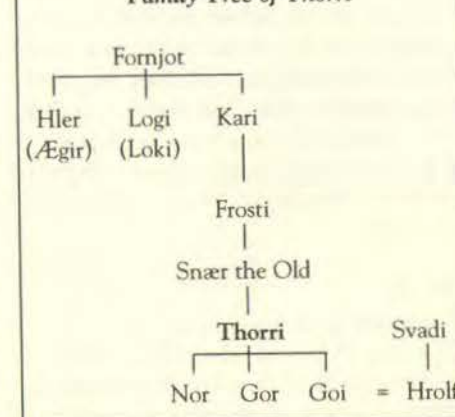 Family Tree of Thorri
Fornjot
Hler Logi Kari
(Ægir) (Loki)
Frosti
Snær the Old
Thorri Svadi
Nor Gor Goi = Hrolf